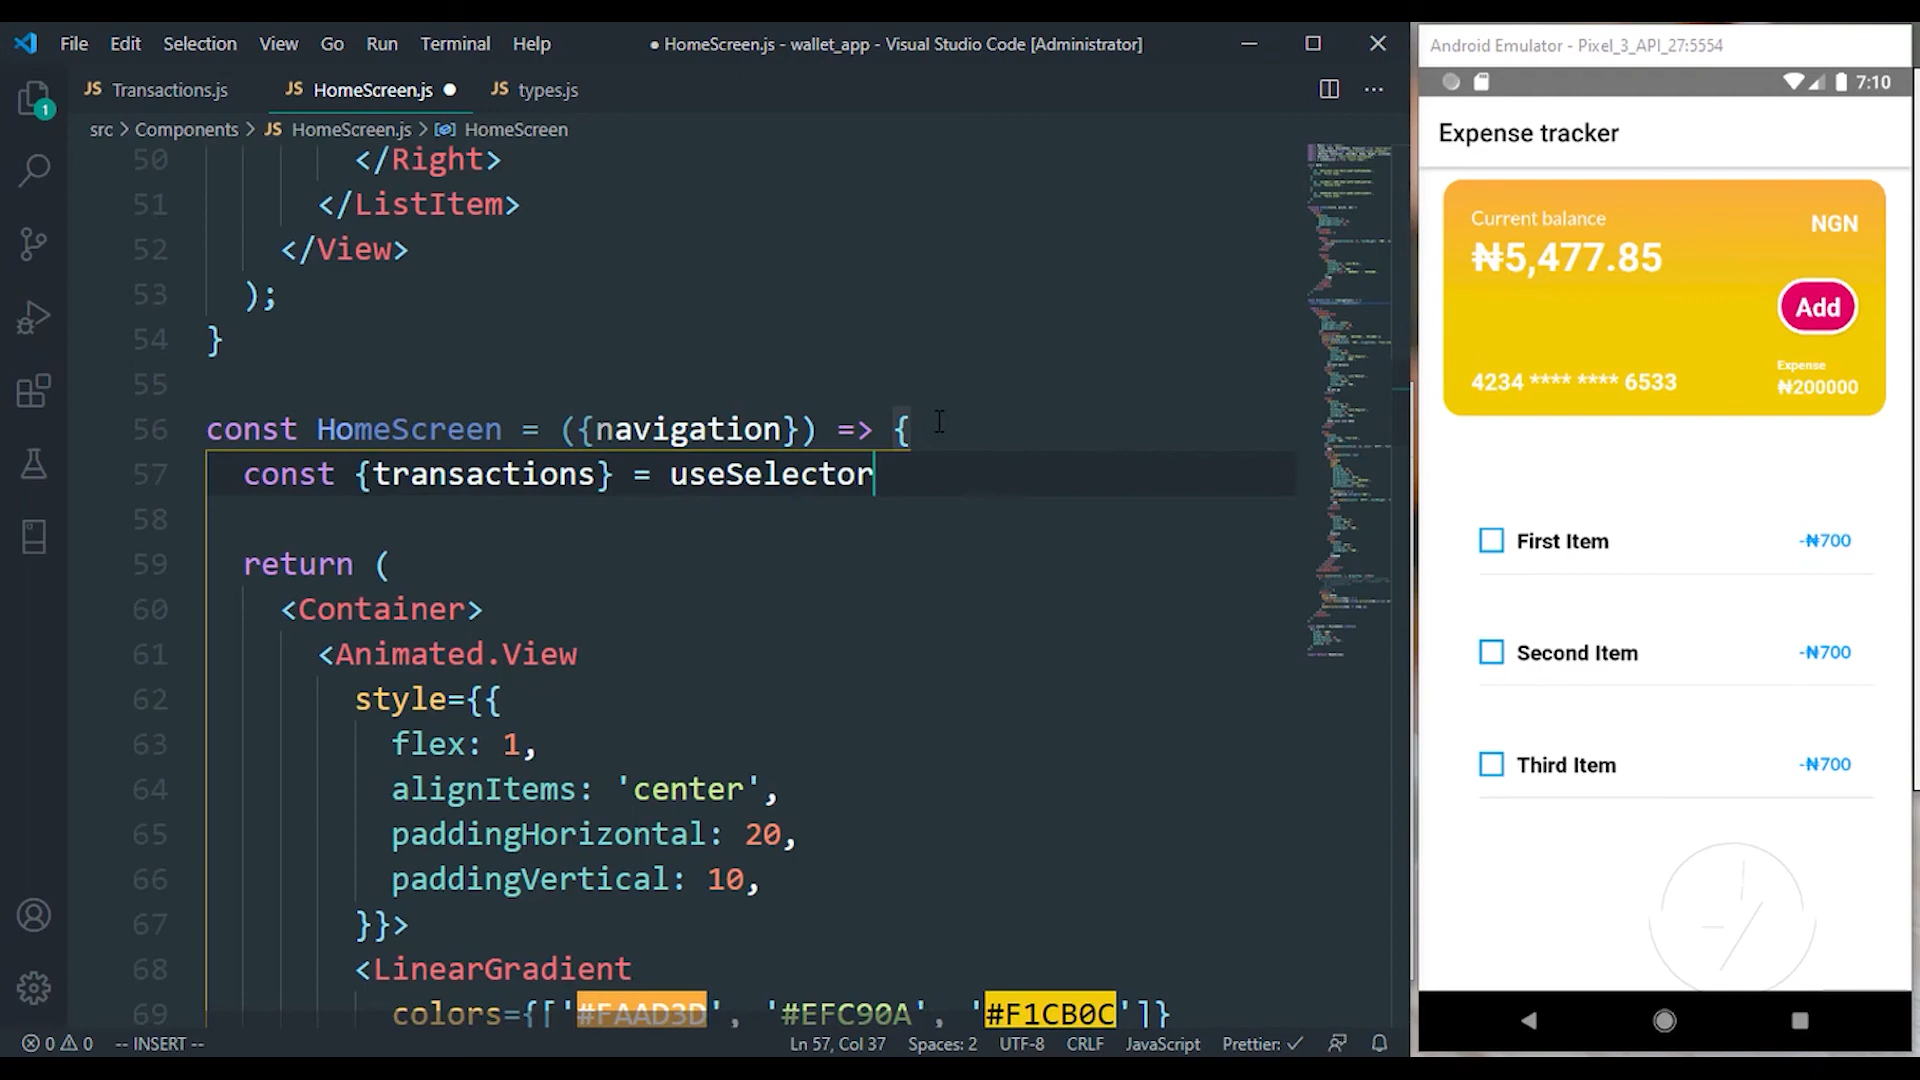 File Edit Selection View Go Run Terminal Help
● HomeScreen.js - wallet_app - Visual Studio Code [Administrator]
JS Transactions.js
JS HomeScreen.js ●
JS types.js
src > Components > JS HomeScreen.js > HomeScreen
1
50 </Right>
51 </ListItem>
52 </View>
53 );
54 }
55
56 const HomeScreen = ({navigation}) => {
57 const {transactions} = useSelector
58
59 return (
60 <Container>
61 <Animated.View
62 style={{
63 flex: 1,
64 alignItems: 'center',
65 paddingHorizontal: 20,
66 paddingVertical: 10,
67 }}>
68 <LinearGradient
69 colors={['#FAAD3D', '#EFC90A', '#F1CB0C']}
0 0 -- INSERT -- Ln 57, Col 37 Spaces: 2 UTF-8 CRLF JavaScript Prettier: ✓
Android Emulator - Pixel_3_API_27:5554
7:10
Expense tracker
Current balance
NGN
₦5,477.85
Add
Expense
4234 **** **** 6533
₦200000
First Item -₦700
Second Item -₦700
Third Item -₦700